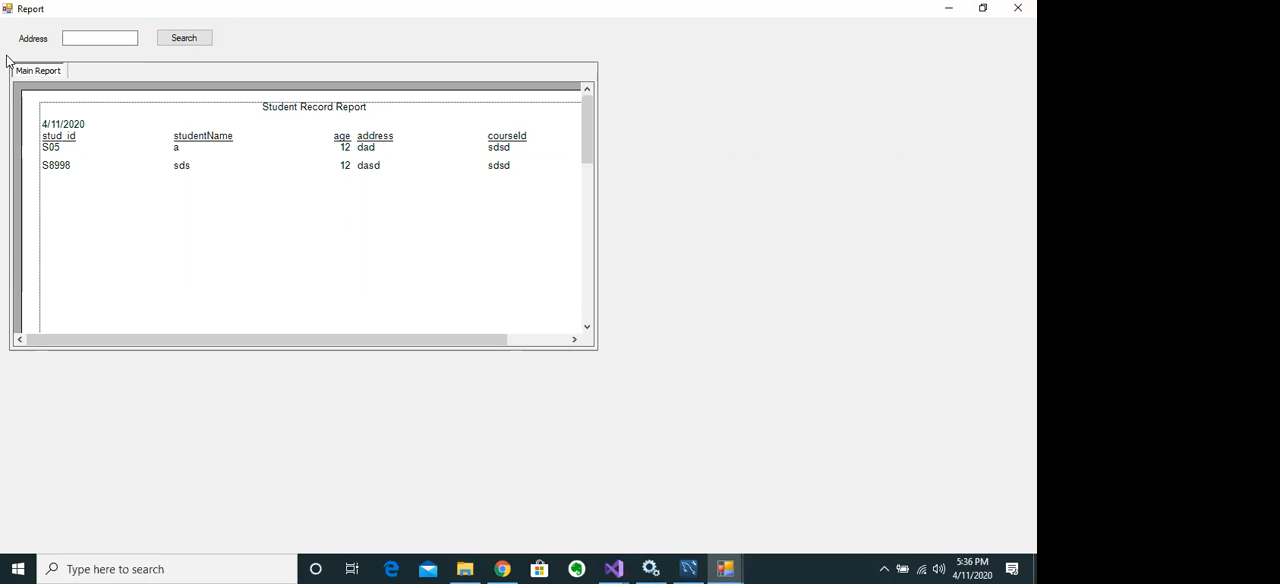 Report
Address Search
Main Report
Student Record Report
4/11/2020
stud_id studentName age address courseId
S05 a 12 dad sdsd
S8998 sds 12 dasd sdsd
Type here to search
5:36 PM
4/11/2020